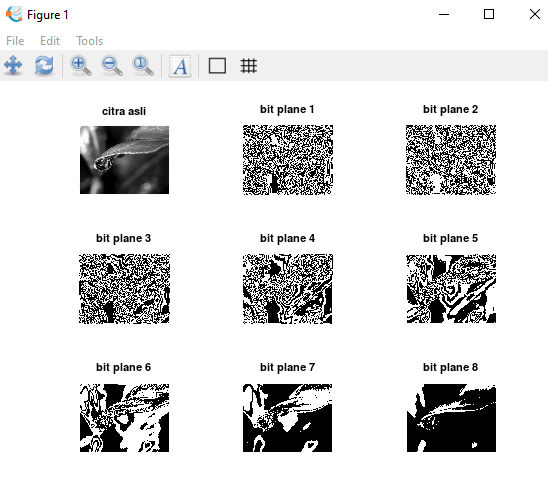 Figure 1
File Edit Tools
A
citra asli bit plane 1 bit plane 2
bit plane 3 bit plane 4 bit plane 5
bit plane 6 bit plane 7 bit plane 8